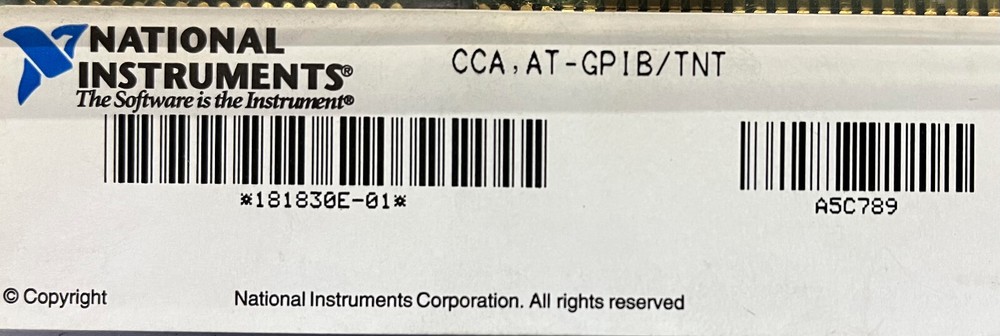 NATIONAL
INSTRUMENTS®
The Software is the Instrument®
CCA, AT-GPIB/TNT
*181830E-01*
A5C789
© Copyright
National Instruments Corporation. All rights reserved